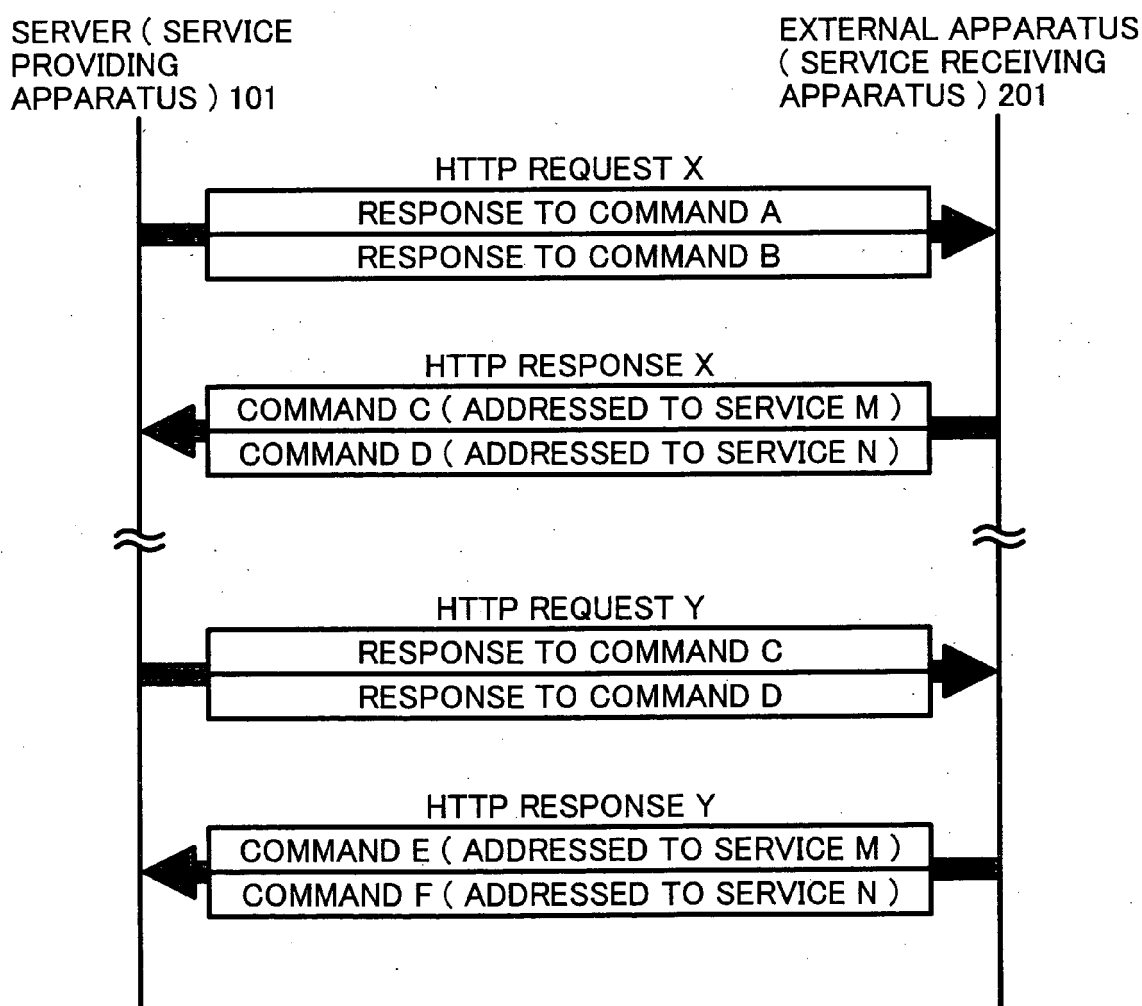 SERVER ( SERVICE
PROVIDING
APPARATUS ) 101
EXTERNAL APPARATUS
( SERVICE RECEIVING
APPARATUS ) 201
HTTP REQUEST X
RESPONSE TO COMMAND A
RESPONSE TO COMMAND B
HTTP RESPONSE X
COMMAND C ( ADDRESSED TO SERVICE M )
COMMAND D ( ADDRESSED TO SERVICE N )
HTTP REQUEST Y
RESPONSE TO COMMAND C
RESPONSE TO COMMAND D
HTTP RESPONSE Y
COMMAND E ( ADDRESSED TO SERVICE M )
COMMAND F ( ADDRESSED TO SERVICE N )